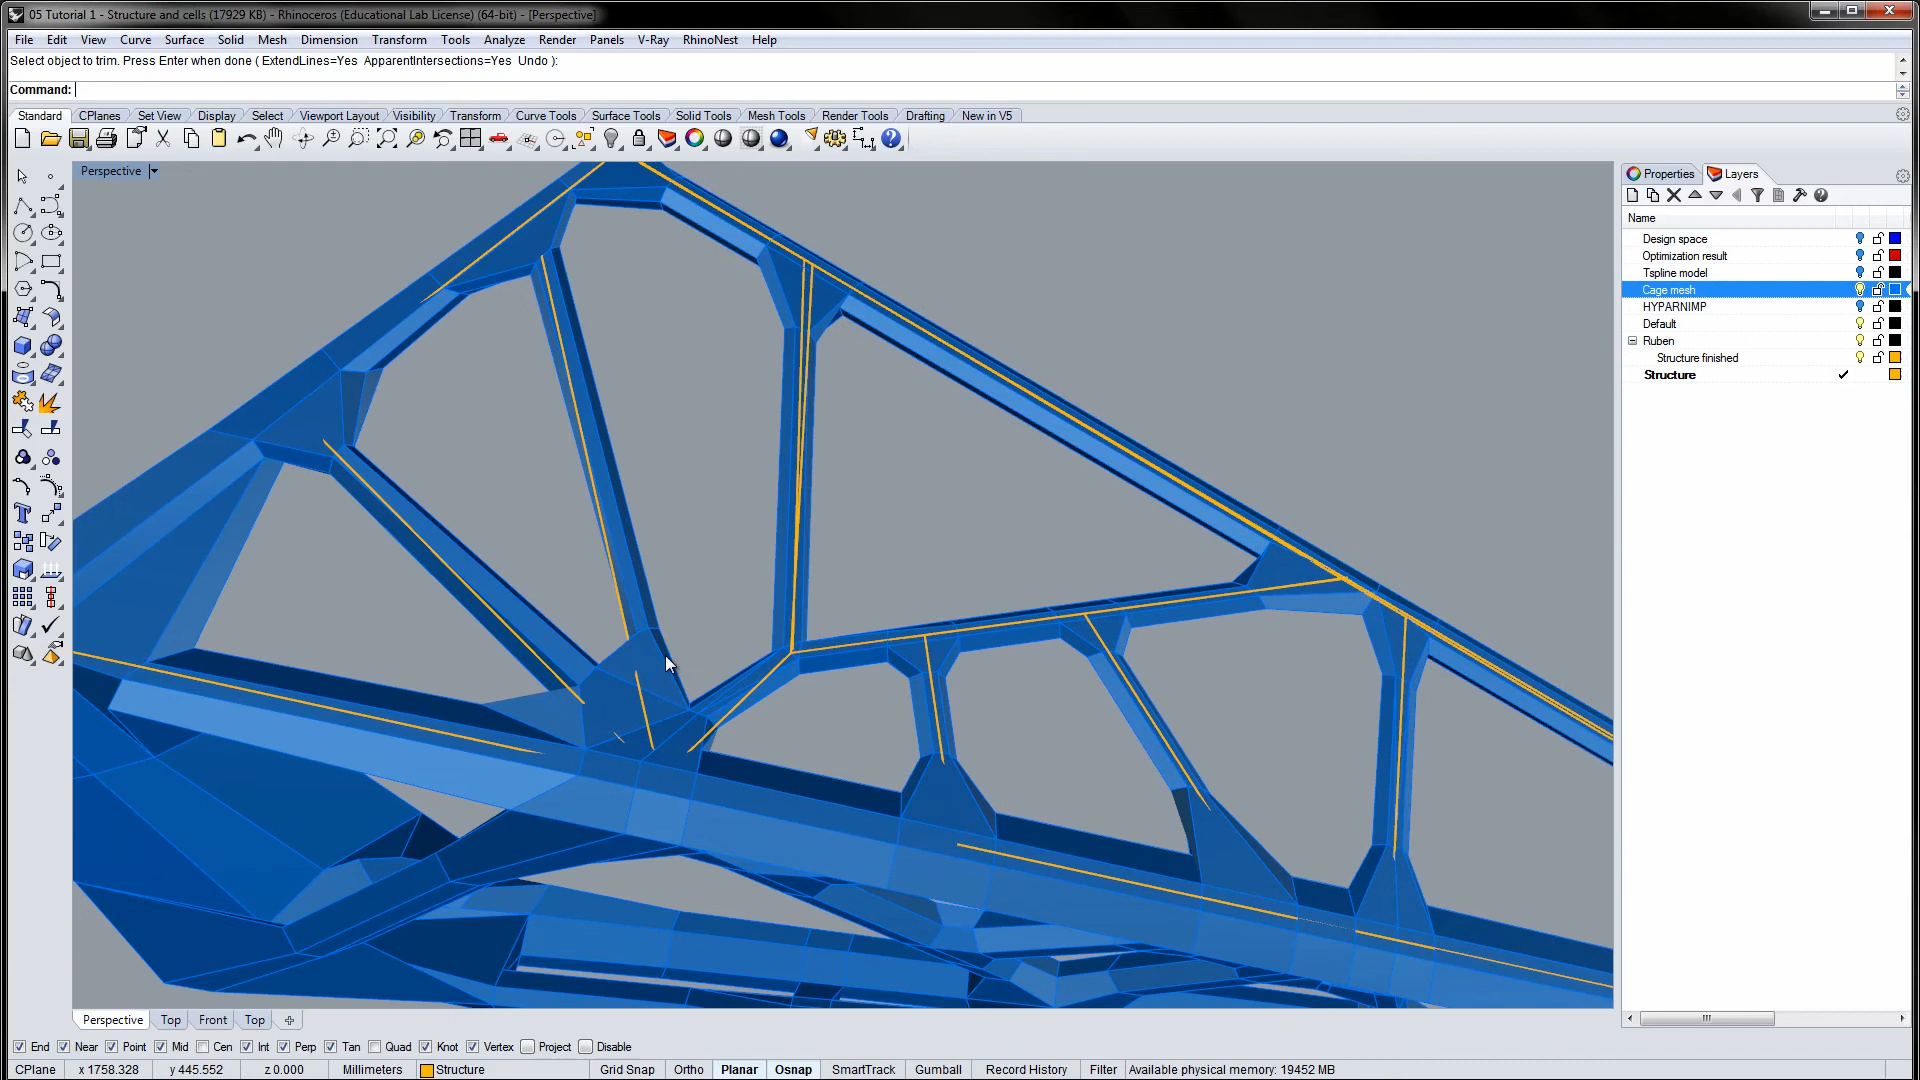 05 Tutorial 1 - Structure and cells (17929 KB) - Rhinoceros (Educational Lab License) (64-bit) - [Perspective]
File Edit View Curve Surface Solid Mesh Dimension Transform Tools Analyze Render Panels V-Ray RhinoNest Help
Select object to trim. Press Enter when done ( ExtendLines=Yes ApparentIntersections=Yes Undo ):
Command:
Standard CPlanes Set View Display Select Viewport Layout Visibility Transform Curve Tools Surface Tools Solid Tools Mesh Tools Render Tools Drafting New in V5
Perspective
Properties Layers
Name
Design space
Optimization result
Tspline model
Cage mesh
HYPARNIMP
Default
Ruben
Structure finished
Structure
Perspective Top Front Top
End Near Point Mid Cen Int Perp Tan Quad Knot Vertex Project Disable
CPlane x 1758.328 y 445.552 z 0.000 Millimeters Structure Grid Snap Ortho Planar Osnap SmartTrack Gumball Record History Filter Available physical memory: 19452 MB